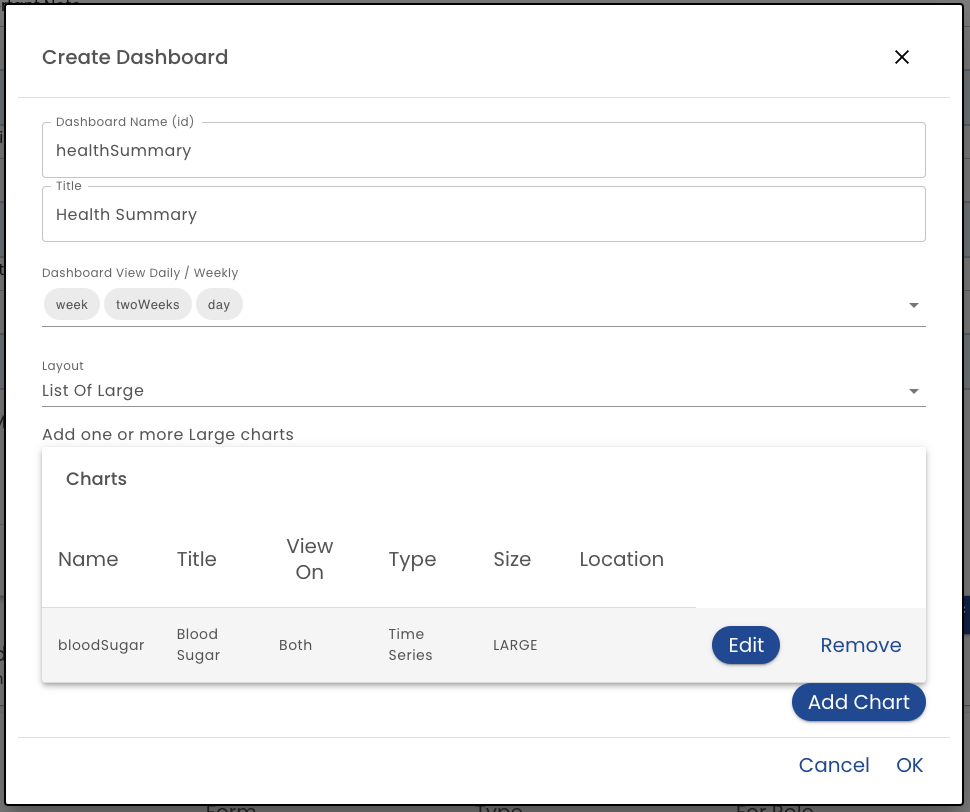 Create Dashboard
Dashboard Name (id)
healthSummary
Title
Health Summary
Dashboard View Daily / Weekly
week twoWeeks day
Layout
List Of Large
Add one or more Large charts
Charts
Name Title View On Type Size Location
bloodSugar Blood Sugar Both Time Series LARGE Edit Remove
Add Chart
Cancel OK